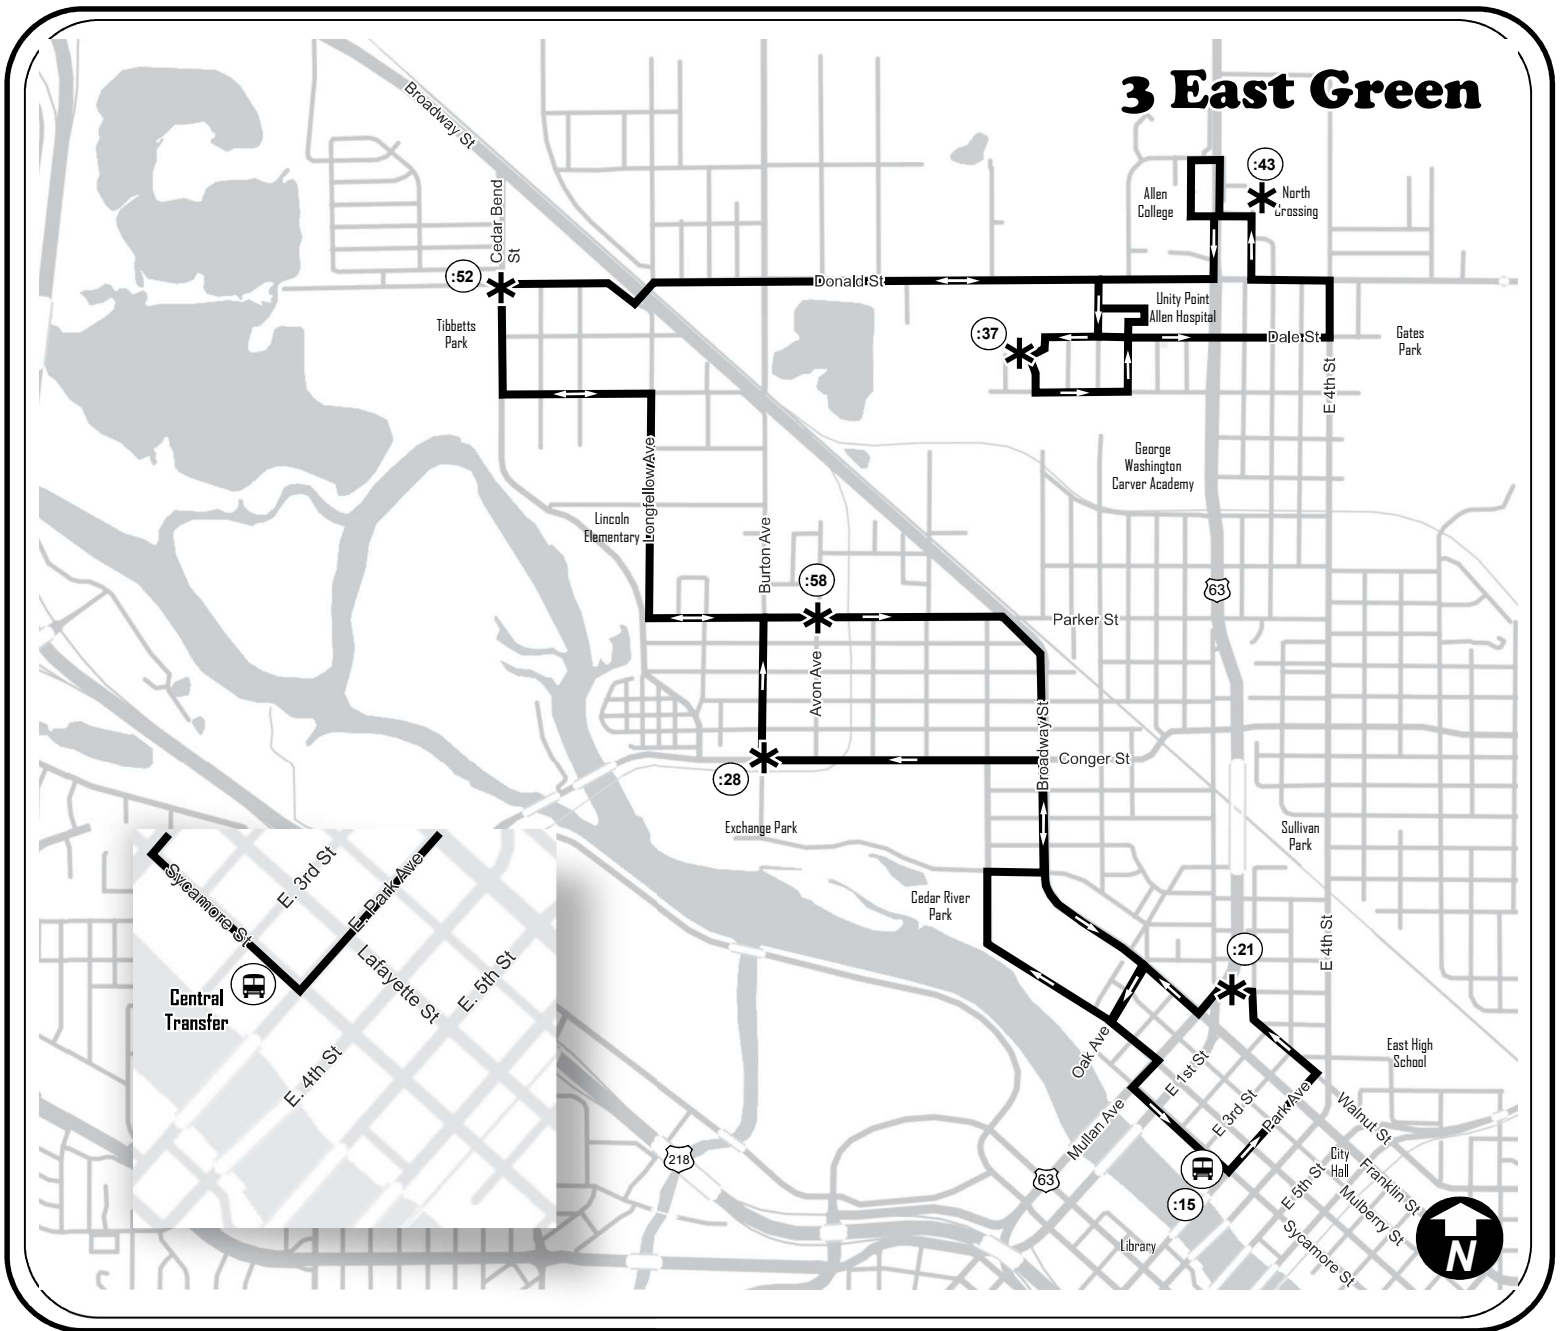 3 East Green
Broadway St
:43
Allen
College
North
Crossing
Cedar Bend
St
:52
Donald St
Unity Point
Allen Hospital
Tibbetts
Park
:37
Dale St
Gates
Park
E 4th St
George
Washington
Carver Academy
Longfellow Ave
Lincoln
Elementary
Burton Ave
:58
63
Parker St
Avon Ave
Broadway St
Conger St
:28
Exchange Park
Sullivan
Park
Cedar River
Park
E 4th St
:21
Oak Ave
E 1st St
East High
School
Mullan Ave
E 3rd St
Park Ave
Walnut St
City
Hall
Franklin St
E 5th St
Mulberry St
Sycamore St
63
218
:15
Library
N
Sycamore St
E. 3rd St
E. Park Ave
Lafayette St
E. 5th St
Central
Transfer
E. 4th St